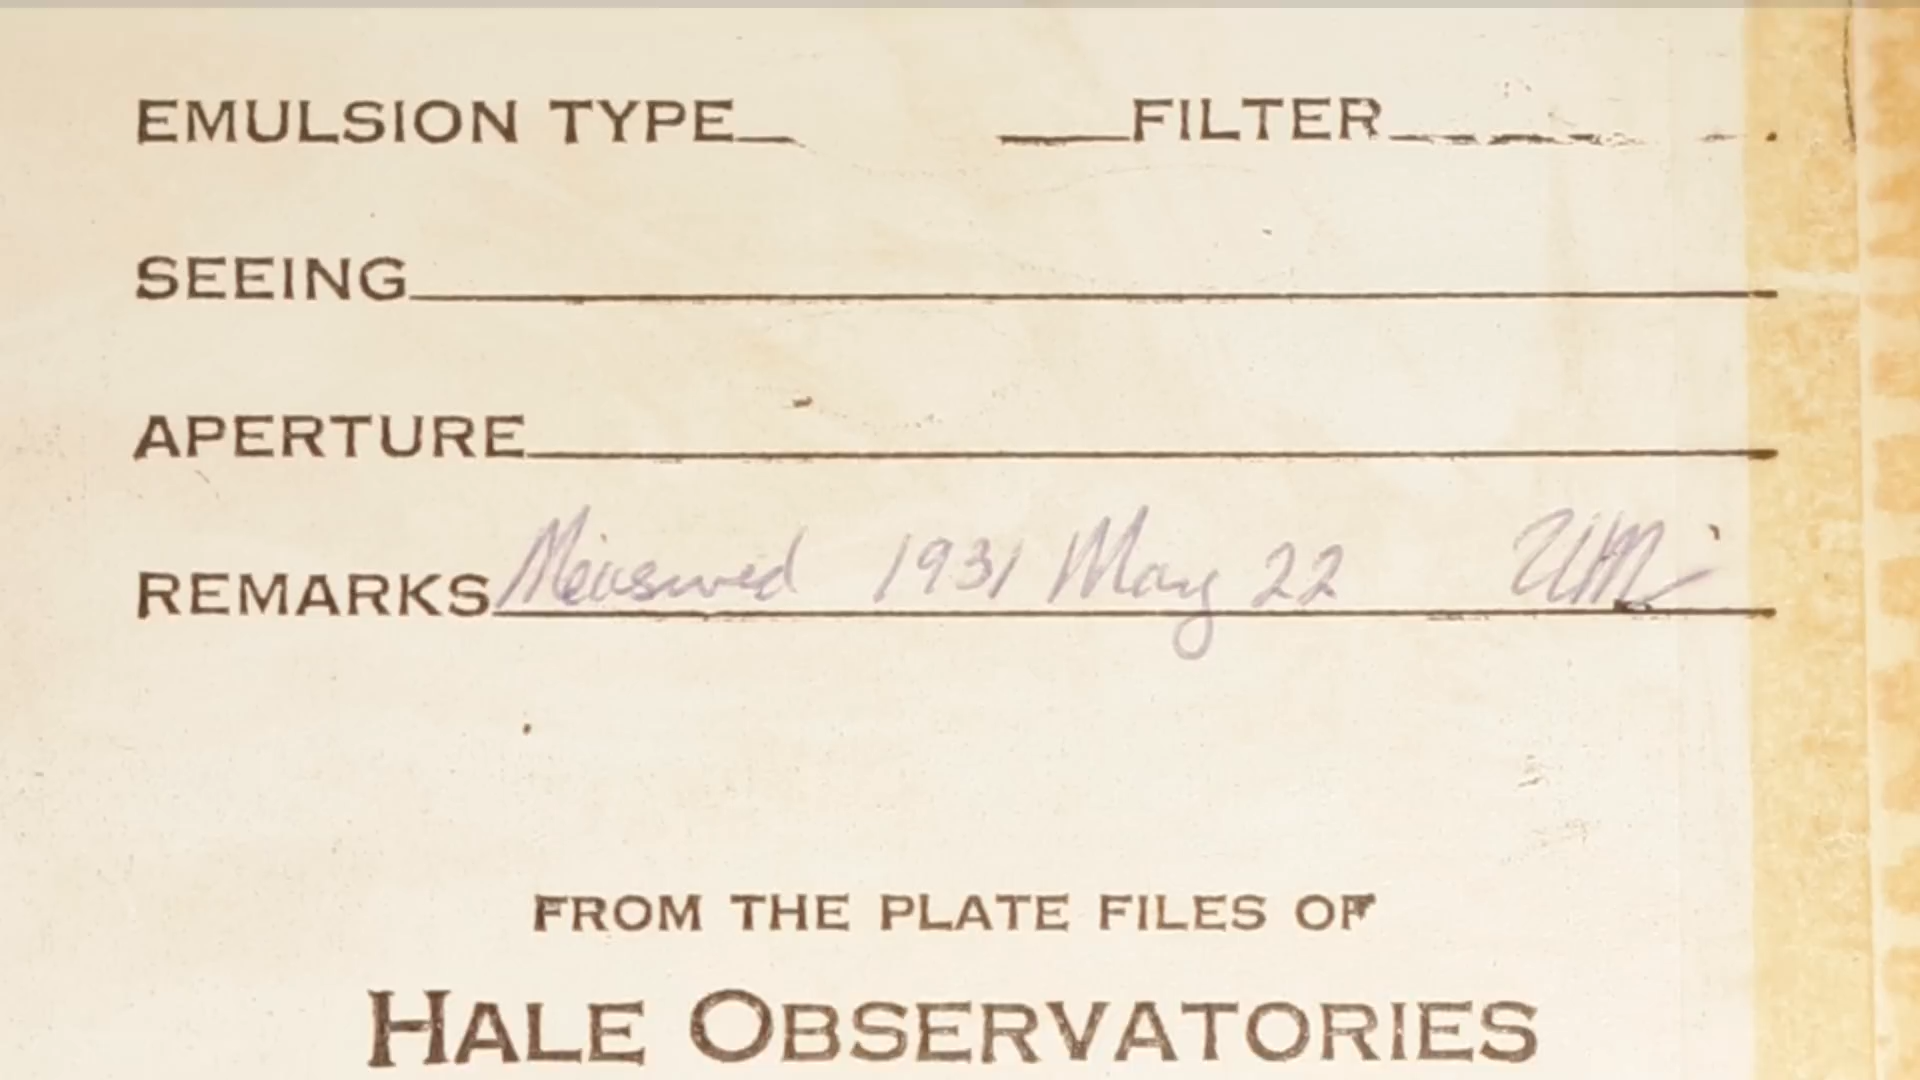 EMULSION TYPE FILTER
SEEING
APERTURE
REMARKS Measured 1931 May 22
FROM THE PLATE FILES OF
HALE OBSERVATORIES